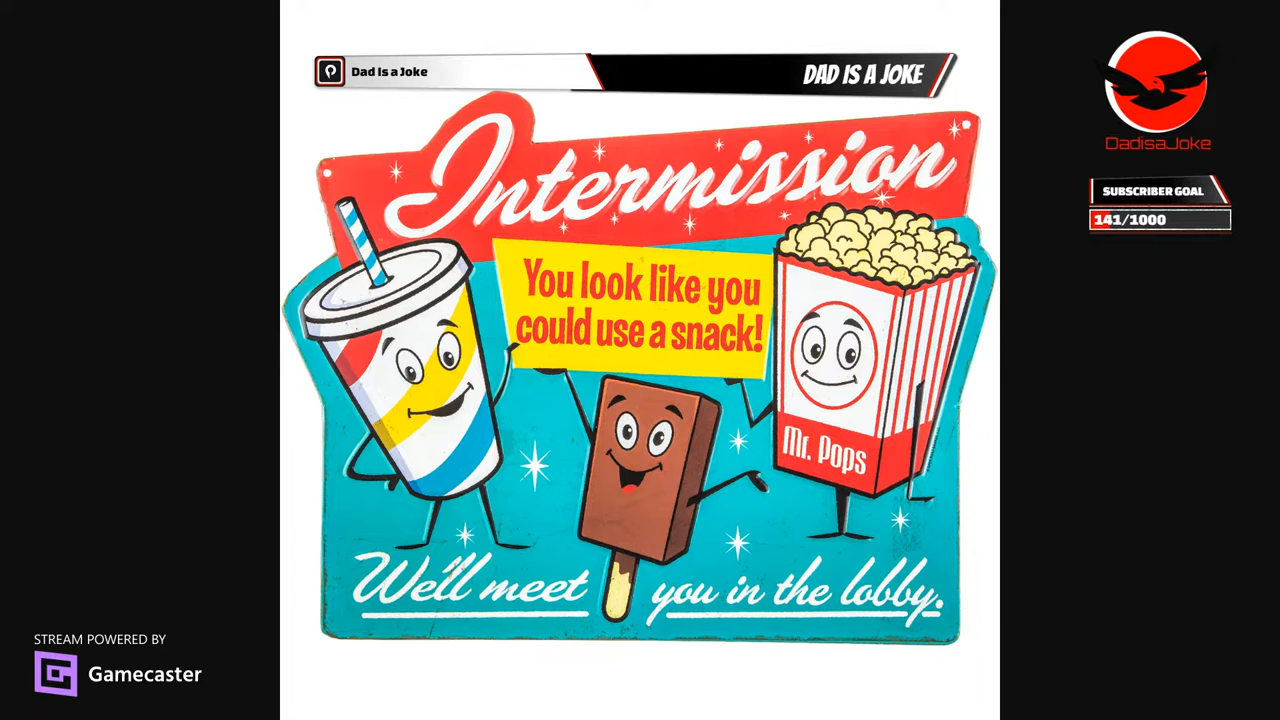 Dad Is a Joke
DAD IS A JOKE
DadisaJoke
SUBSCRIBER GOAL
141/1000
Intermission
You look like you
could use a snack!
Mr. Pops
We'll meet you in the lobby.
STREAM POWERED BY
Gamecaster